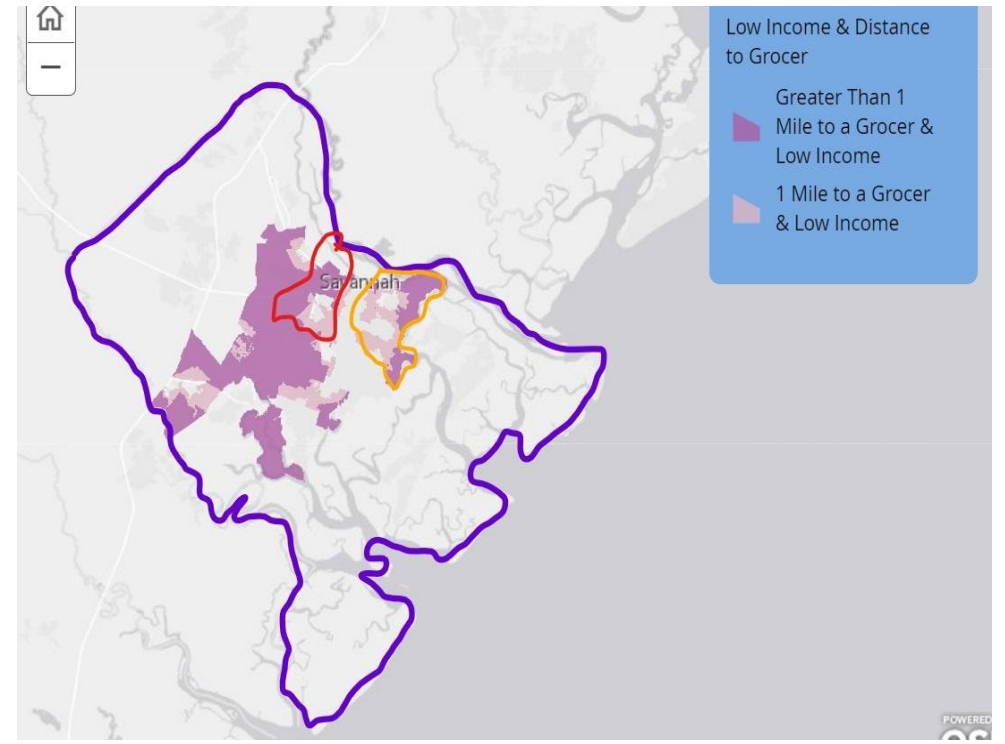 Low Income & Distance
to Grocer
Greater Than 1
Mile to a Grocer &
Low Income
1 Mile to a Grocer
& Low Income
Savannah
POWERED